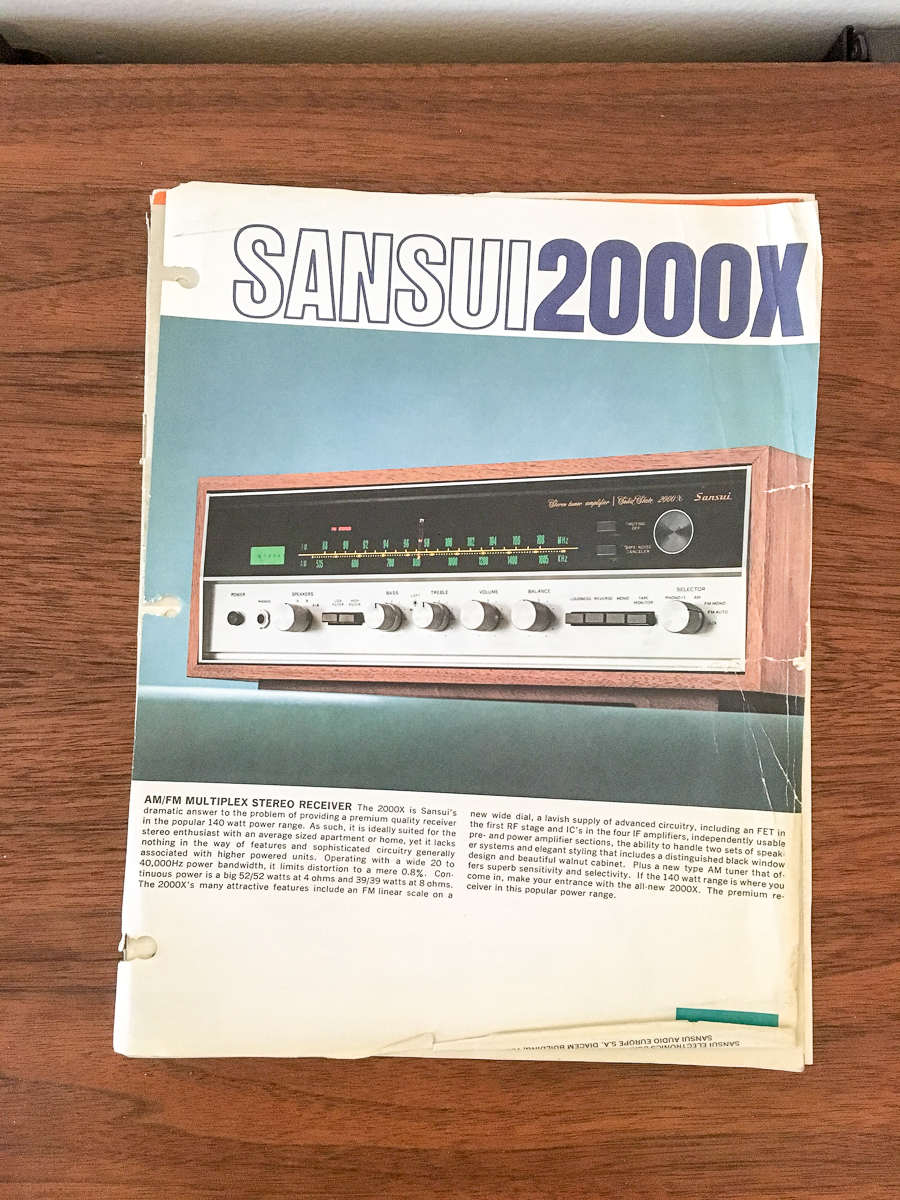 SANSUI 2000X
Stereo tuner amplifier | Solid State 2000X Sansui
MUTING
OFF
MPX NOISE
CANCELER
FM STEREO
FM 88 90 92 94 96 98 100 102 104 106 108 MHz
AM 535 600 700 800 1000 1200 1400 1605 KHz
POWER
PHONES
SPEAKERS
A B
A+B
LOW
FILTER
HIGH
FILTER
BASS
LEFT
TREBLE
VOLUME
BALANCE
LOUDNESS REVERSE MONO TAPE
MONITOR
SELECTOR
PHONO-1 AM
FM MONO
FM AUTO
AUX
AM/FM MULTIPLEX STEREO RECEIVER The 2000X is Sansui's
dramatic answer to the problem of providing a premium quality receiver
in the popular 140 watt power range. As such, it is ideally suited for the
stereo enthusiast with an average sized apartment or home, yet it lacks
nothing in the way of features and sophisticated circuitry generally
associated with higher powered units. Operating with a wide 20 to
40,000Hz power bandwidth, it limits distortion to a mere 0.8%. Con-
tinuous power is a big 52/52 watts at 4 ohms and 39/39 watts at 8 ohms.
The 2000X's many attractive features include an FM linear scale on a
new wide dial, a lavish supply of advanced circuitry, including an FET in
the first RF stage and IC's in the four IF amplifiers, independently usable
pre- and power amplifier sections, the ability to handle two sets of speak-
er systems and elegant styling that includes a distinguished black window
design and beautiful walnut cabinet. Plus a new type AM tuner that of-
fers superb sensitivity and selectivity. If the 140 watt range is where you
come in, make your entrance with the all-new 2000X. The premium re-
ceiver in this popular power range.
SANSUI AUDIO EUROPE S.A. DIACEM BUILDING,
SANSUI ELECTRONICS